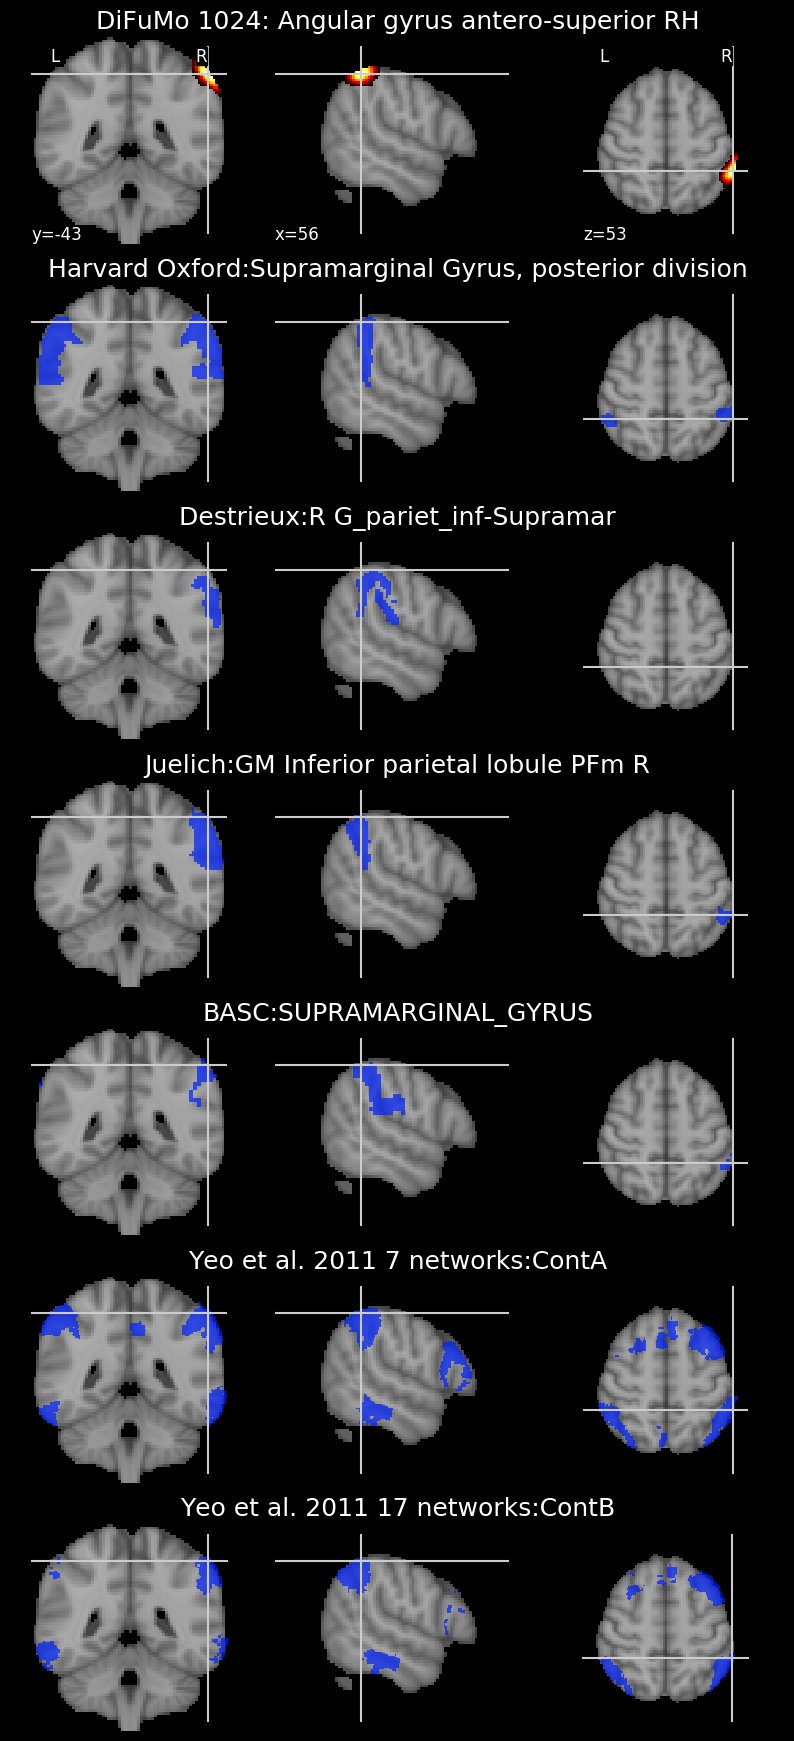 DiFuMo 1024: Angular gyrus antero-superior RH
L R L R
y=-43 x=56 z=53
Harvard Oxford:Supramarginal Gyrus, posterior division
Destrieux:R G_pariet_inf-Supramar
Juelich:GM Inferior parietal lobule PFm R
BASC:SUPRAMARGINAL_GYRUS
Yeo et al. 2011 7 networks:ContA
Yeo et al. 2011 17 networks:ContB